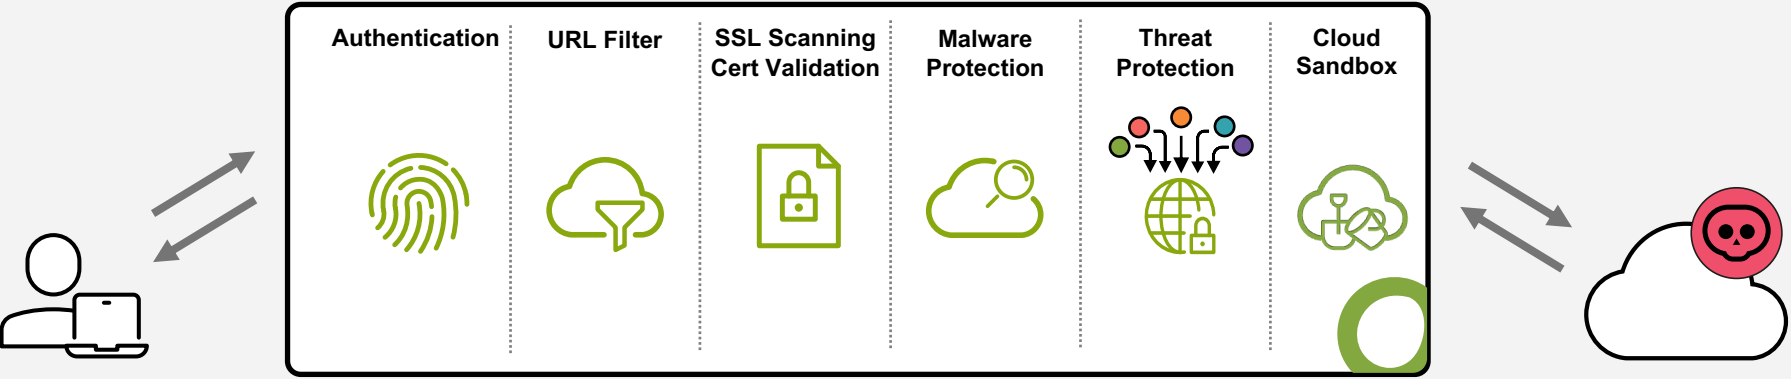 Authentication
URL Filter
SSL Scanning
Cert Validation
Malware
Protection
Threat
Protection
Cloud
Sandbox